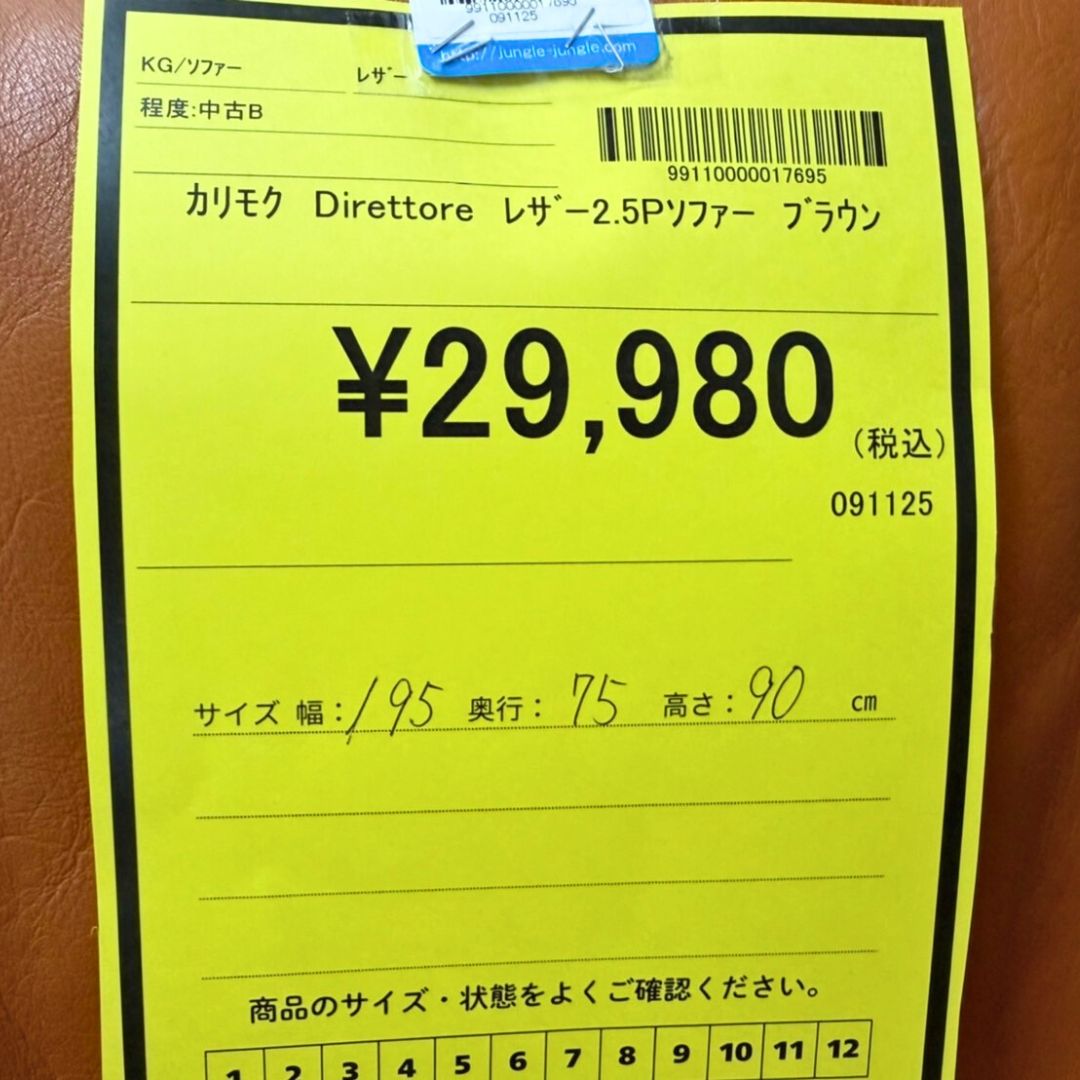 99110000017695
091125
http://jungle-jungle.com
KG/ｿﾌｧｰ
ﾚｻﾞｰ
程度:中古B
99110000017695
ｶﾘﾓｸ Direttore ﾚｻﾞｰ2.5Pｿﾌｧｰ ﾌﾞﾗｳﾝ
¥29,980
(税込)
091125
サイズ 幅：195 奥行：75 高さ：90 cm
商品のサイズ・状態をよくご確認ください。
1 2 3 4 5 6 7 8 9 10 11 12